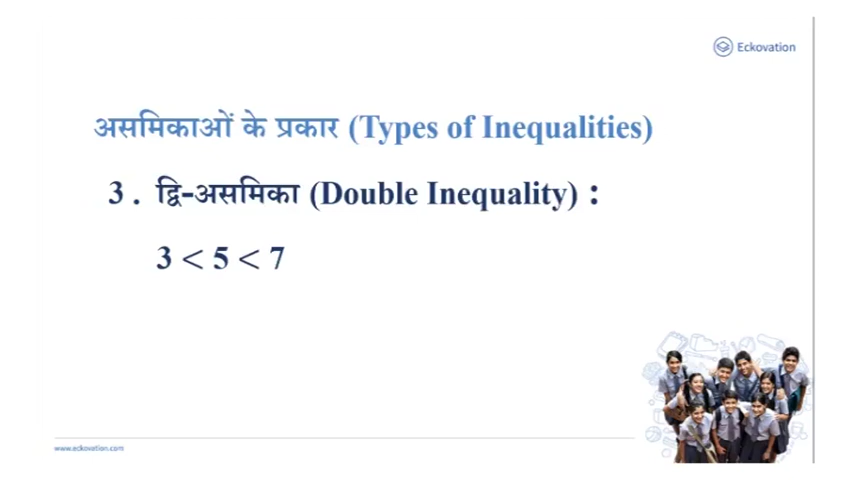 Eckovation
असमिकाओं के प्रकार (Types of Inequalities)
3 . द्वि-असमिका (Double Inequality) :
3 < 5 < 7
www.eckovation.com